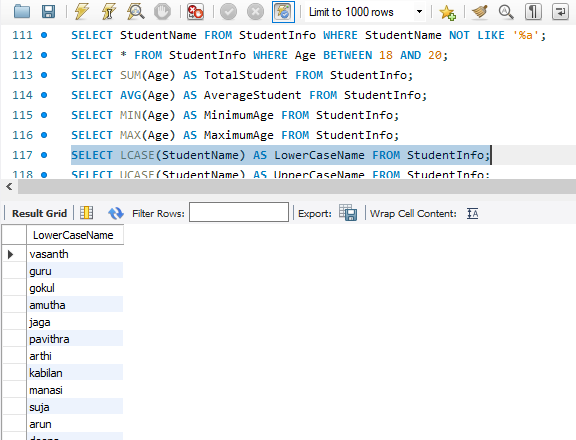 Limit to 1000 rows
111 SELECT StudentName FROM StudentInfo WHERE StudentName NOT LIKE '%a';
112 SELECT * FROM StudentInfo WHERE Age BETWEEN 18 AND 20;
113 SELECT SUM(Age) AS TotalStudent FROM StudentInfo;
114 SELECT AVG(Age) AS AverageStudent FROM StudentInfo;
115 SELECT MIN(Age) AS MinimumAge FROM StudentInfo;
116 SELECT MAX(Age) AS MaximumAge FROM StudentInfo;
117 SELECT LCASE(StudentName) AS LowerCaseName FROM StudentInfo;
118 SELECT UCASE(StudentName) AS UpperCaseName FROM StudentInfo;
Result Grid Filter Rows: Export: Wrap Cell Content: IA
LowerCaseName
vasanth
guru
gokul
amutha
jaga
pavithra
arthi
kabilan
manasi
suja
arun